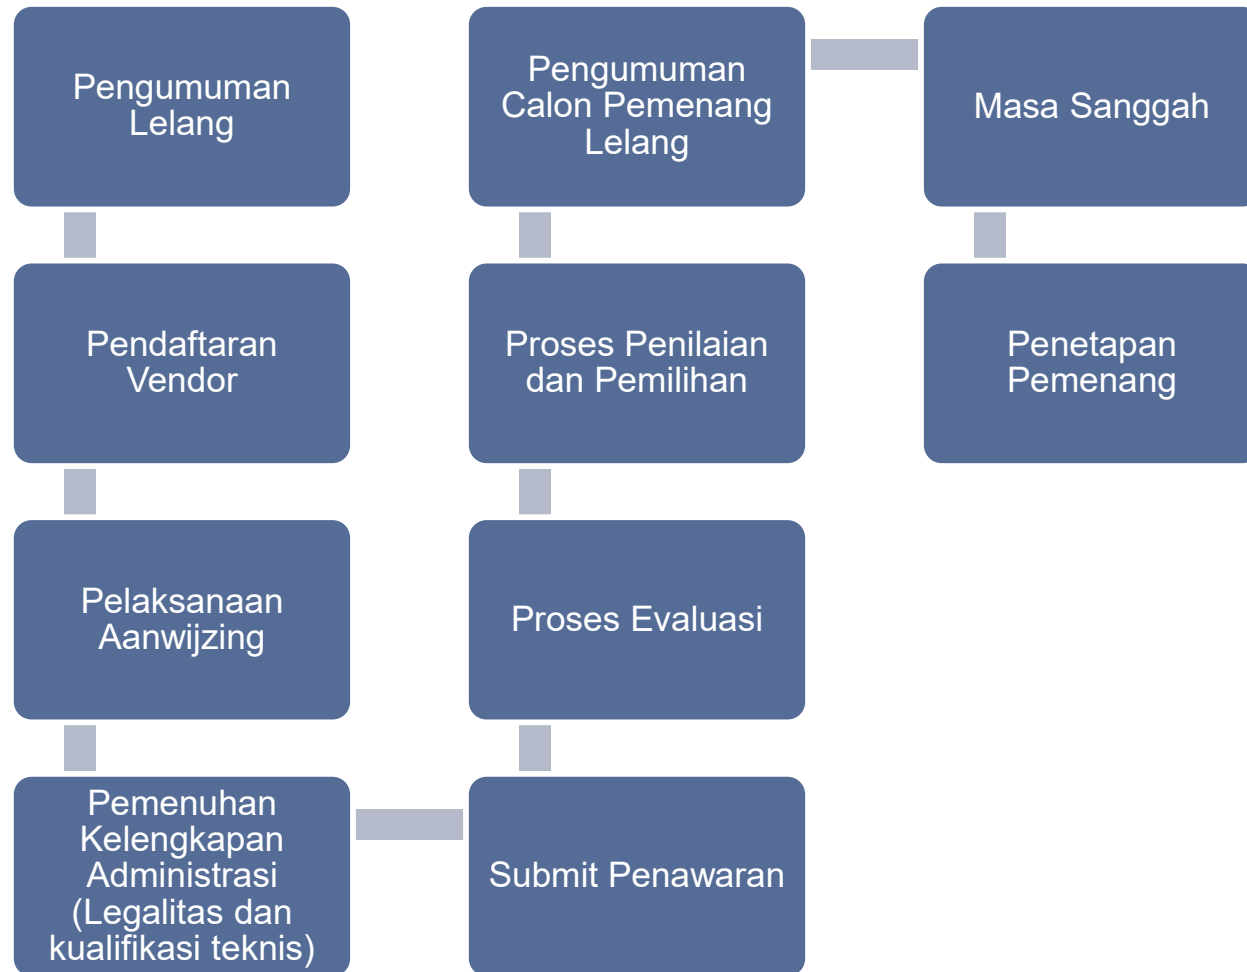 Pengumuman
Lelang
Pendaftaran
Vendor
Pelaksanaan
Aanwijzing
Pemenuhan
Kelengkapan
Administrasi
(Legalitas dan
kualifikasi teknis)
Submit Penawaran
Proses Evaluasi
Proses Penilaian
dan Pemilihan
Pengumuman
Calon Pemenang
Lelang
Masa Sanggah
Penetapan
Pemenang